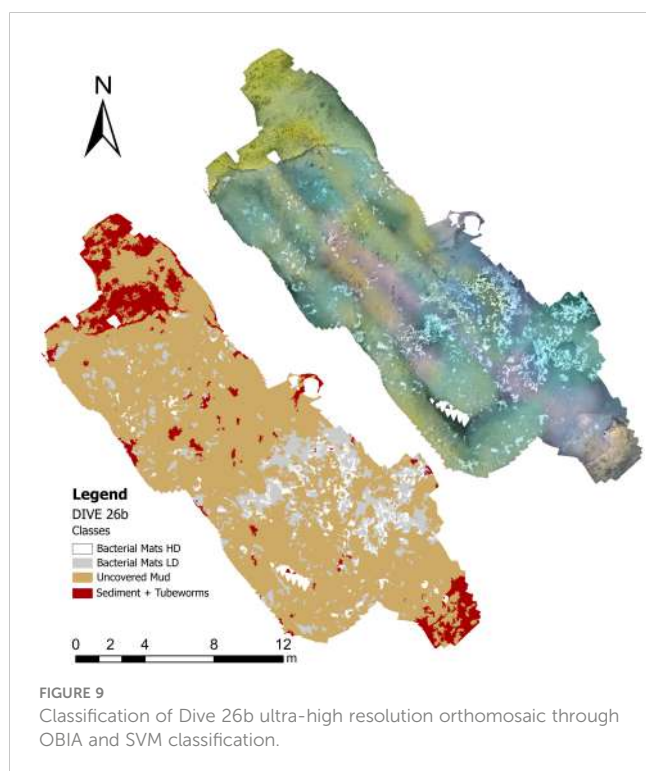 N
Legend
DIVE 26b
Classes
Bacterial Mats HD
Bacterial Mats LD
Uncovered Mud
Sediment + Tubeworms
0 2 4 8 12
m
FIGURE 9
Classification of Dive 26b ultra-high resolution orthomosaic through
OBIA and SVM classification.